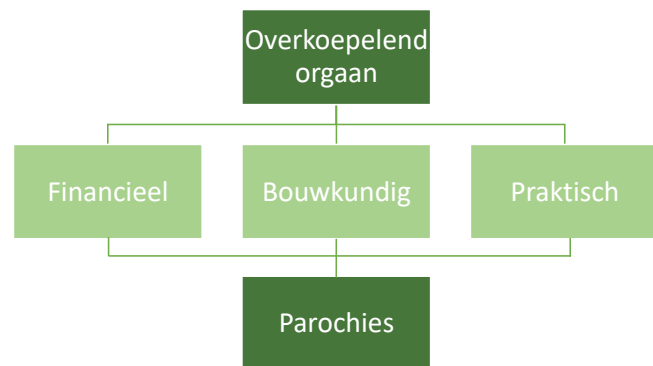 Overkoepelend
orgaan
Financieel
Bouwkundig
Praktisch
Parochies